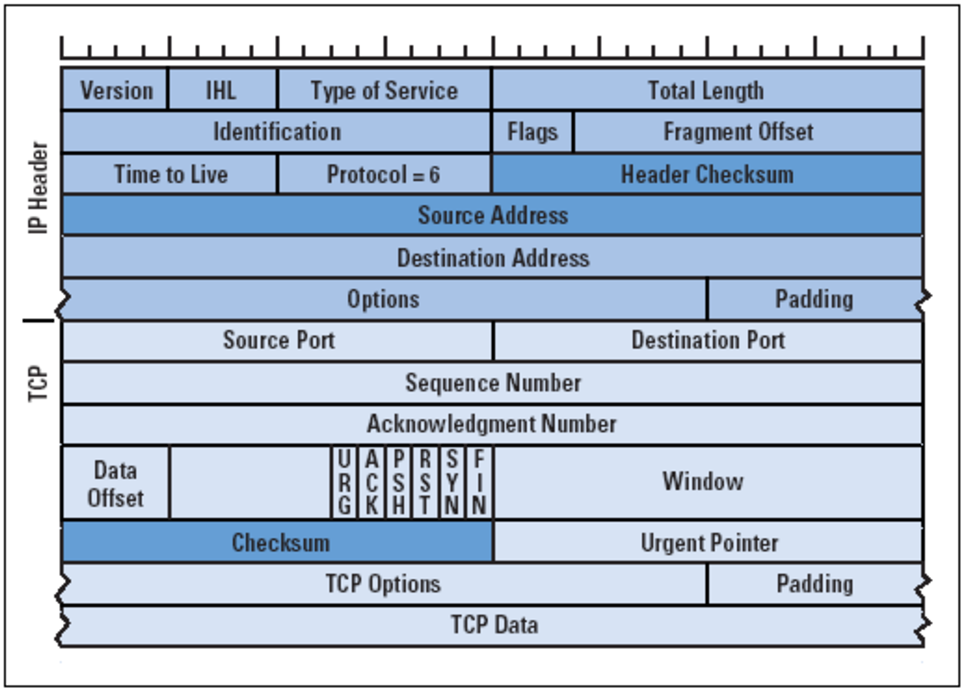 IP Header
Version IHL Type of Service Total Length
Identification Flags Fragment Offset
Time to Live Protocol = 6 Header Checksum
Source Address
Destination Address
Options Padding
TCP
Source Port Destination Port
Sequence Number
Acknowledgment Number
Data Offset URG ACK PSH RST SYN FIN Window
Checksum Urgent Pointer
TCP Options Padding
TCP Data